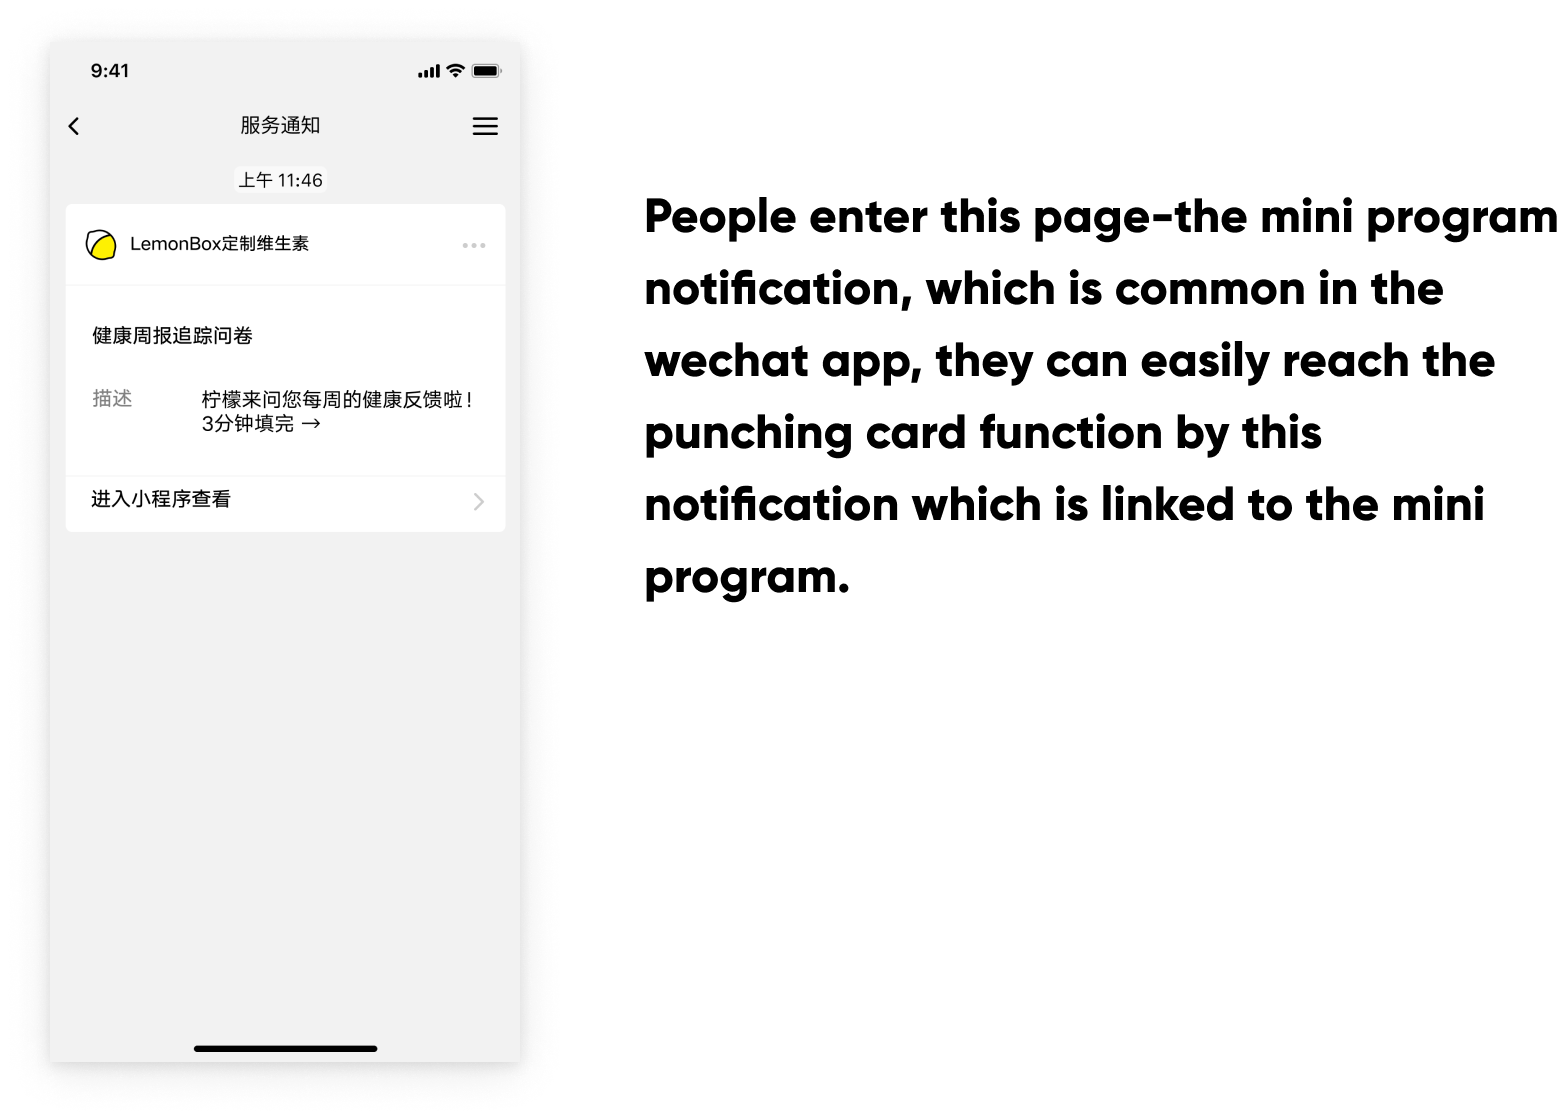 9:41
服务通知
上午 11:46
LemonBox定制维生素
健康周报追踪问卷
描述
柠檬来问您每周的健康反馈啦！
3分钟填完 →
进入小程序查看
People enter this page-the mini program
notification, which is common in the
wechat app, they can easily reach the
punching card function by this
notification which is linked to the mini
program.